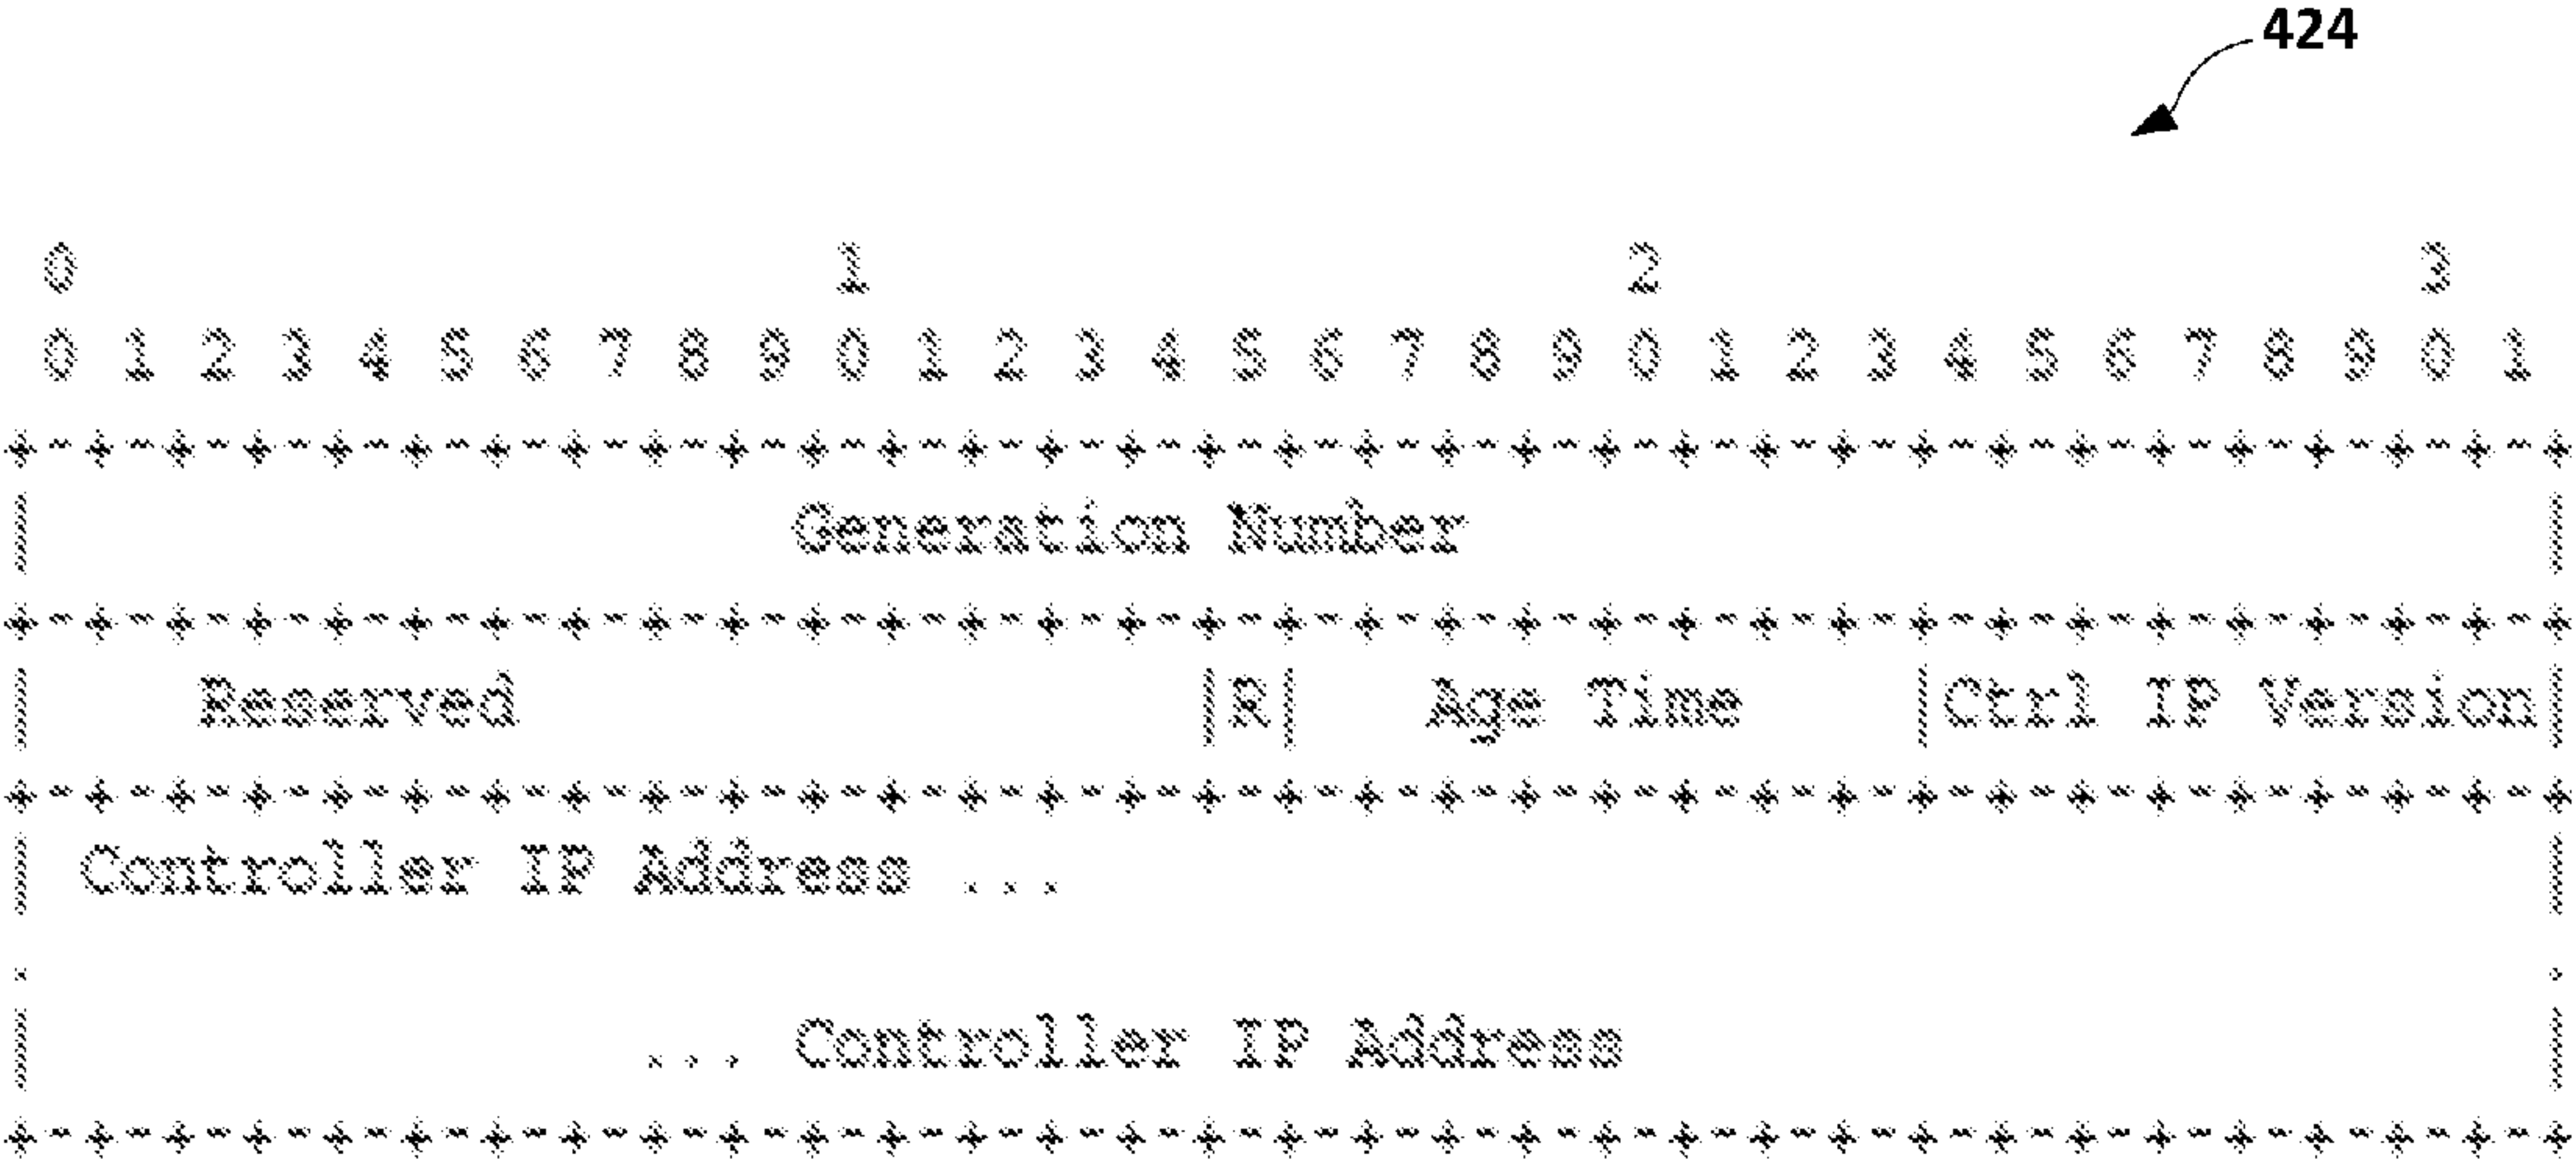 424
0                   1                   2                   3
0 1 2 3 4 5 6 7 8 9 0 1 2 3 4 5 6 7 8 9 0 1 2 3 4 5 6 7 8 9 0 1
+-+-+-+-+-+-+-+-+-+-+-+-+-+-+-+-+-+-+-+-+-+-+-+-+-+-+-+-+-+-+-+-+
|                   Generation Number                           |
+-+-+-+-+-+-+-+-+-+-+-+-+-+-+-+-+-+-+-+-+-+-+-+-+-+-+-+-+-+-+-+-+
|    Reserved                 |R|   Age Time    |Ctrl IP Version|
+-+-+-+-+-+-+-+-+-+-+-+-+-+-+-+-+-+-+-+-+-+-+-+-+-+-+-+-+-+-+-+-+
| Controller IP Address ...                                     |
.                                                               .
|               ... Controller IP Address                       |
+-+-+-+-+-+-+-+-+-+-+-+-+-+-+-+-+-+-+-+-+-+-+-+-+-+-+-+-+-+-+-+-+